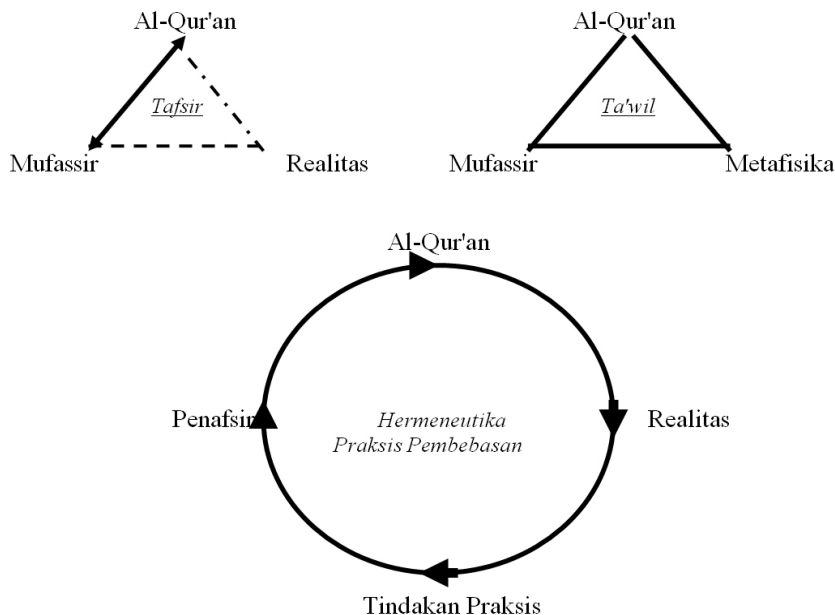 Al-Qur'an
Tafsir
Mufassir
Realitas
Al-Qur'an
Ta'wil
Mufassir
Metafisika
Al-Qur'an
Penafsir
Hermeneutika
Praksis Pembebasan
Realitas
Tindakan Praksis